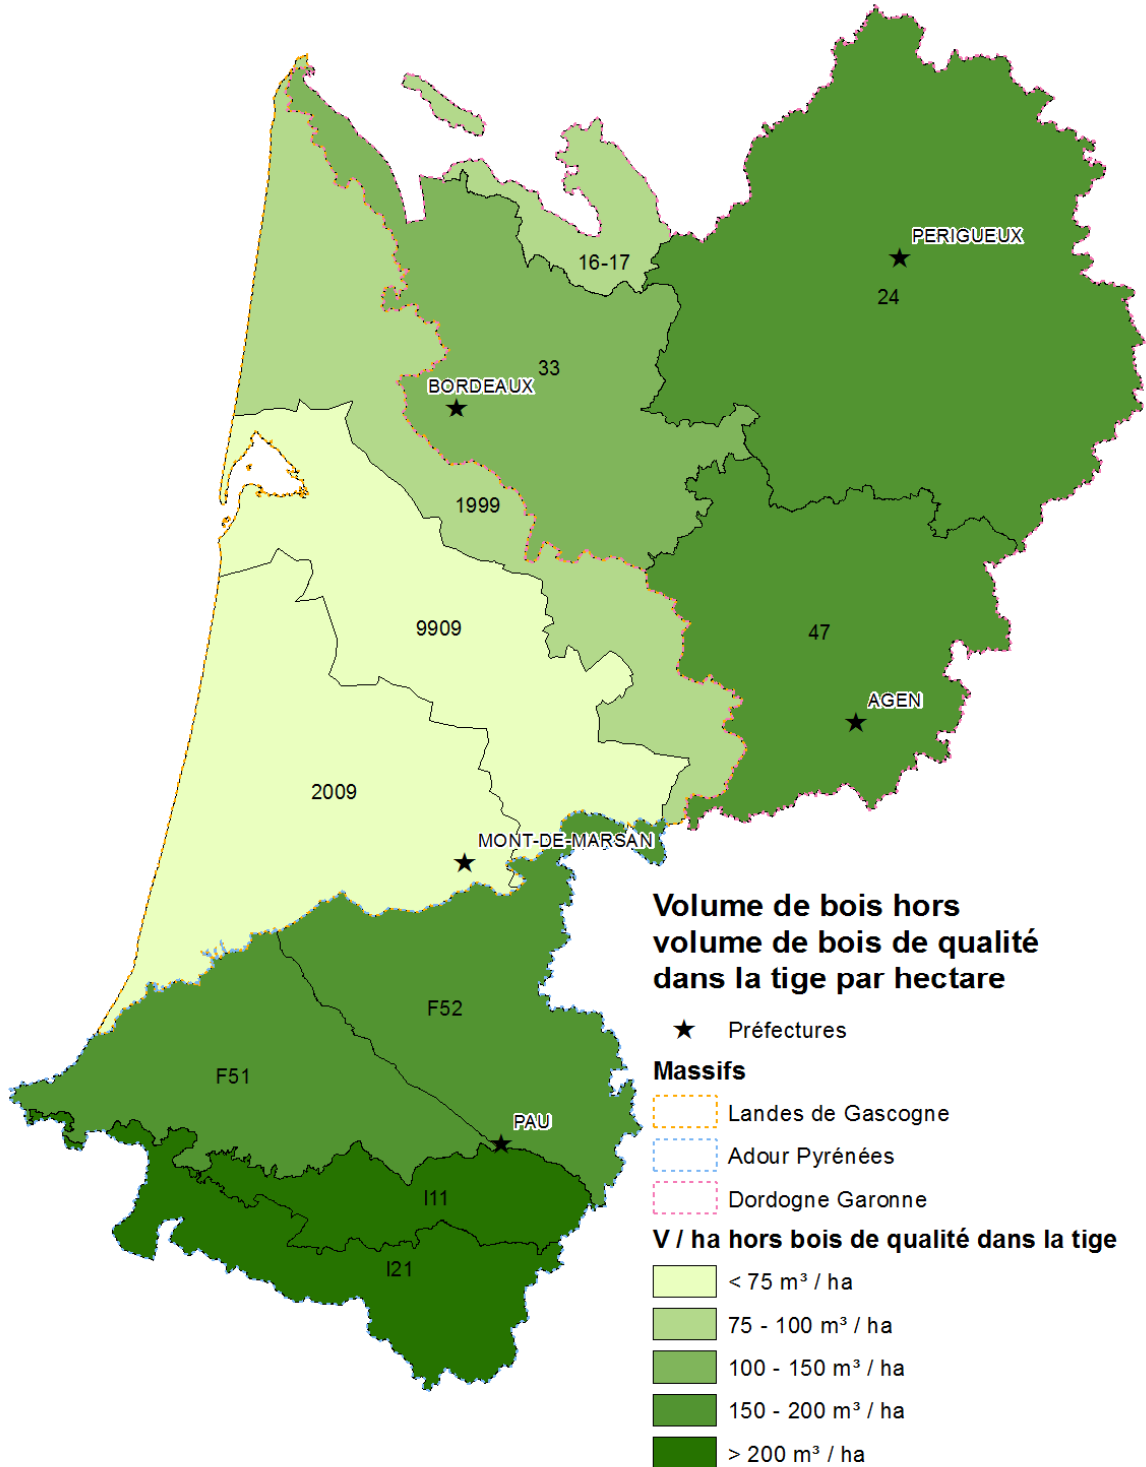 16-17
PERIGUEUX
24
33
BORDEAUX
1999
9909
47
AGEN
2009
MONT-DE-MARSAN
F52
F51
PAU
I11
I21
Volume de bois hors
volume de bois de qualité
dans la tige par hectare
Préfectures
Massifs
Landes de Gascogne
Adour Pyrénées
Dordogne Garonne
V / ha hors bois de qualité dans la tige
< 75 m³ / ha
75 - 100 m³ / ha
100 - 150 m³ / ha
150 - 200 m³ / ha
> 200 m³ / ha